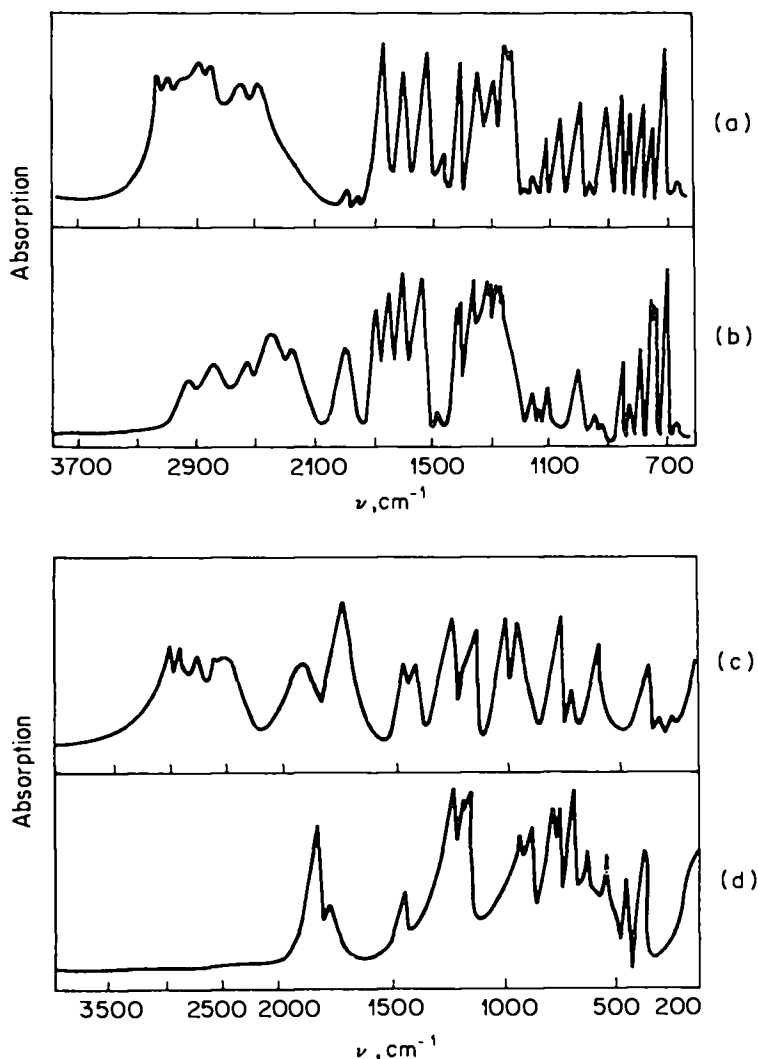 (a)
Absorption
(b)
3700 2900 2100 1500 1100 700
ν, cm⁻¹
(c)
Absorption
(d)
3500 2500 2000 1500 1000 500 200
ν, cm⁻¹